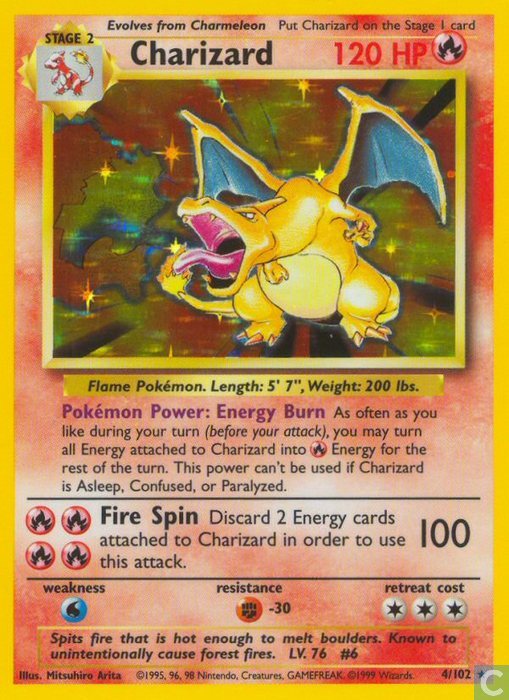 Evolves from Charmeleon Put Charizard on the Stage 1 card
STAGE 2
Charizard 120 HP
Flame Pokémon. Length: 5' 7", Weight: 200 lbs.
Pokémon Power: Energy Burn As often as you
like during your turn (before your attack), you may turn
all Energy attached to Charizard into Energy for the
rest of the turn. This power can't be used if Charizard
is Asleep, Confused, or Paralyzed.
Fire Spin Discard 2 Energy cards
attached to Charizard in order to use
this attack.
100
weakness resistance retreat cost
-30
Spits fire that is hot enough to melt boulders. Known to
unintentionally cause forest fires. LV. 76 #6
Illus. Mitsuhiro Arita ©1995, 96, 98 Nintendo, Creatures, GAMEFREAK. ©1999 Wizards. 4/102
C